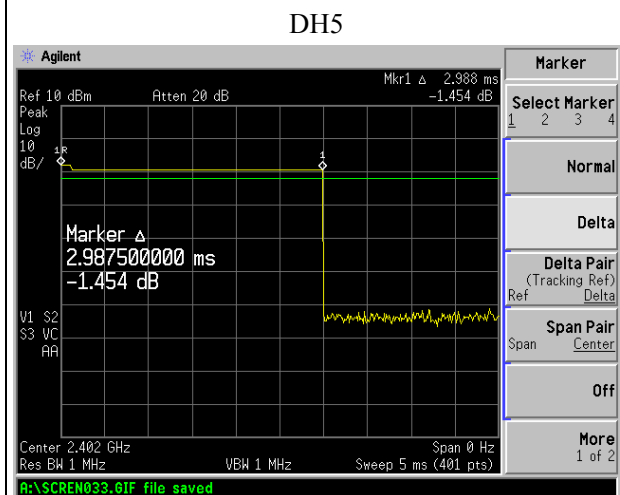 DH5
Agilent
Marker
Mkr1 Δ 2.988 ms
Ref 10 dBm Atten 20 dB -1.454 dB
Peak
Log
10
dB/
1R
1
Marker Δ
2.987500000 ms
-1.454 dB
V1 S2
S3 VC
AA
Center 2.402 GHz Span 0 Hz
Res BW 1 MHz VBW 1 MHz Sweep 5 ms (401 pts)
A:\SCREN033.GIF file saved
Select Marker
1 2 3 4
Normal
Delta
Delta Pair
(Tracking Ref)
Ref Delta
Span Pair
Span Center
Off
More
1 of 2